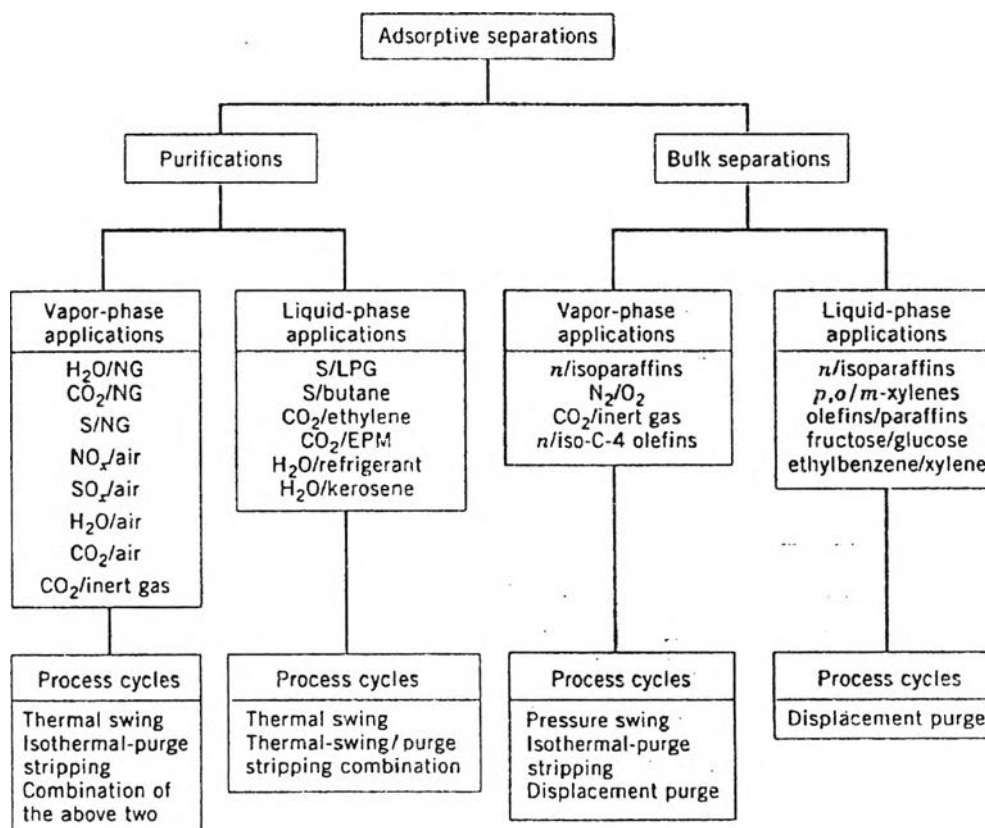 Adsorptive separations
Purifications
Bulk separations
Vapor-phase
applications
H₂O/NG
CO₂/NG
S/NG
NOₓ/air
SOₓ/air
H₂O/air
CO₂/air
CO₂/inert gas
Liquid-phase
applications
S/LPG
S/butane
CO₂/ethylene
CO₂/EPM
H₂O/refrigerant
H₂O/kerosene
Vapor-phase
applications
n/isoparaffins
N₂/O₂
CO₂/inert gas
n/iso-C-4 olefins
Liquid-phase
applications
n/isoparaffins
p,o/m-xylenes
olefins/paraffins
fructose/glucose
ethylbenzene/xylene
Process cycles
Thermal swing
Isothermal-purge
stripping
Combination of
the above two
Process cycles
Thermal swing
Thermal-swing/purge
stripping combination
Process cycles
Pressure swing
Isothermal-purge
stripping
Displacement purge
Process cycles
Displacement purge